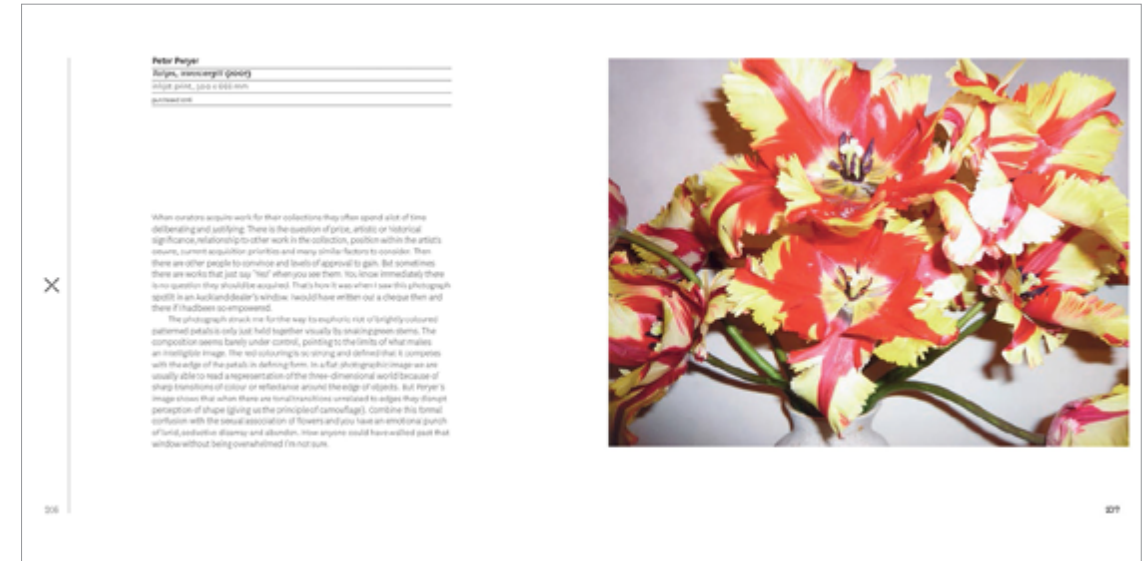 Peter Peryer
inkjet print,
When curators acquire work for their collections they often spend a lot of time
deliberating and justifying. There is the question of price, artistic or historical
significance, relationship to other work in the collection, position within the artist's
oeuvre, current acquisition priorities and many similar factors to consider. Then
there are other people to convince and levels of approval to gain. But sometimes
there are works that just say 'Yes!' when you see them. You know immediately there
is no question they should be acquired. That's how it was when I saw this photograph
spotlit in an Auckland dealer's window. I would have written out a cheque then and
there if I had been so empowered.
The photograph struck me for the way its euphoric riot of brightly coloured
patterned petals is only just held together visually by snaking green stems. The
composition seems barely under control, pointing to the limits of what makes
an intelligible image. The red colouring is so strong and defined that it competes
with the edge of the petals in defining form. In a flat photographic image we are
usually able to read a representation of the three-dimensional world because of
sharp transitions of colour or reflectance around the edge of objects. But Peryer's
image shows that when there are tonal transitions unrelated to edges they disrupt
perception of shape (giving us the principle of camouflage). Combine this formal
confusion with the sexual association of flowers and you have an emotional punch
of lurid, seductive disarray and abandon. How anyone could have walked past that
window without being overwhelmed I'm not sure.
107